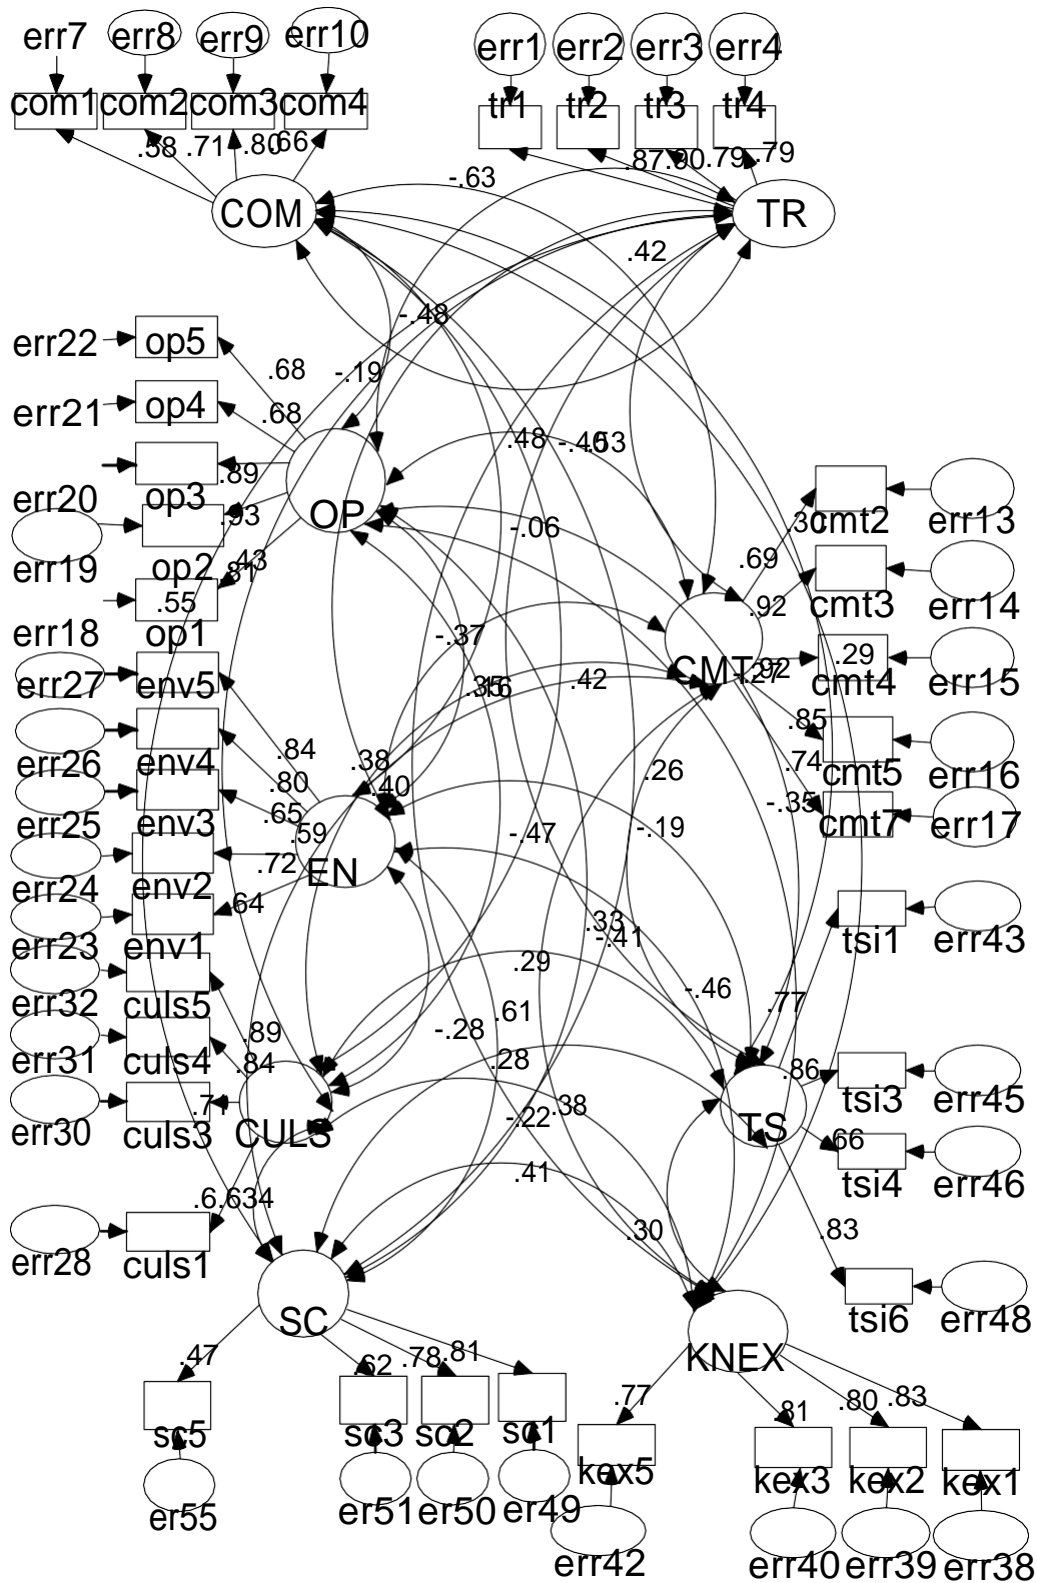 err7 err8 err9 err10 err1 err2 err3 err4
com1 com2 com3 com4 tr1 tr2 tr3 tr4
.58 .71 .80 .66 .87 .90 .79 .79
-.63
COM TR
.42
-.48
err22 op5
.68 -.19
err21 op4 .68
.48 -.40 .53
.89
err20 op3 cmt2 err13
.93 OP .30
-.06
err19 op2 .43 .81 .69
cmt3 err14
.55 .92
err18 op1
-.37 .29
err27 env5 .35 .16 .42 CMT -.27 .92 cmt4 err15
.85
err26 env4 .84 .38 .26 .74 cmt5 err16
.80 .40
err25 env3 .65 .59 -.47 -.19 -.35 cmt7 err17
.72 EN
err24 env2
.64
err23 env1 .33 -.41 tsi1 err43
.29
err32 culs5 -.46 .77
.61
err31 culs4 .89 -.28
.84 .28 .86
err30 culs3 .71 CULS -.22 .38 TS tsi3 err45
.66
.41 tsi4 err46
.6.634 .30 .83
err28 culs1
SC tsi6 err48
KNEX
.47 .62 .78 .81
.77 .81 .80 .83
sc5 sc3 sc2 sc1
kex5 kex3 kex2 kex1
er55 er51 er50 er49
err42 err40 err39 err38